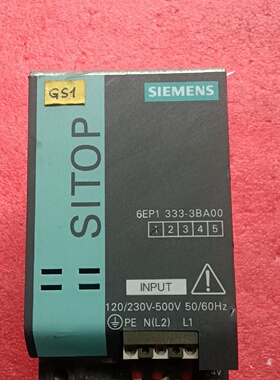 GS1
SIEMENS
SITOP
6EP1 333-3BA00
1 2 3 4 5
INPUT
120/230V-500V 50/60Hz
PE N(L2) L1